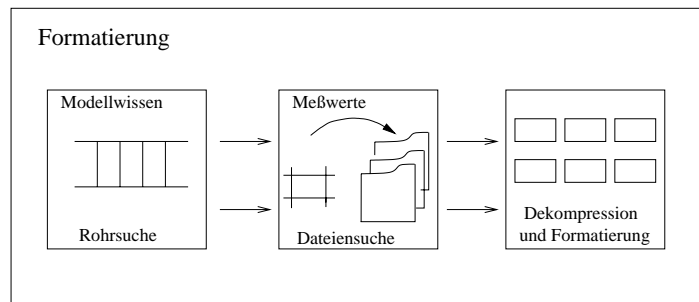 Formatierung
Modellwissen
Rohrsuche
Meßwerte
Dateiensuche
Dekompression
und Formatierung